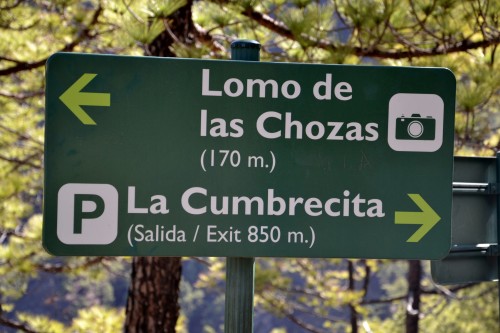 Lomo de
las Chozas
(170 m.)
P La Cumbrecita
(Salida / Exit 850 m.)